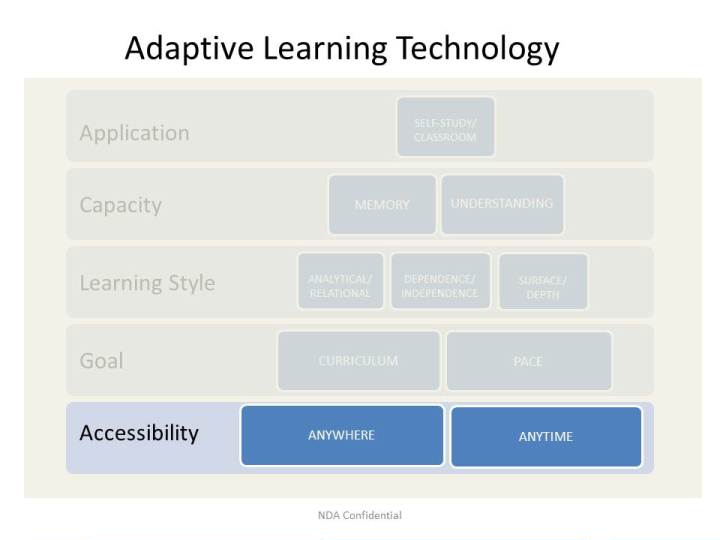 Adaptive Learning Technology
Application
SELF-STUDY/
CLASSROOM
Capacity
MEMORY
UNDERSTANDING
Learning Style
ANALYTICAL/
RELATIONAL
DEPENDENCE/
INDEPENDENCE
SURFACE/
DEPTH
Goal
CURRICULUM
PACE
Accessibility
ANYWHERE
ANYTIME
NDA Confidential